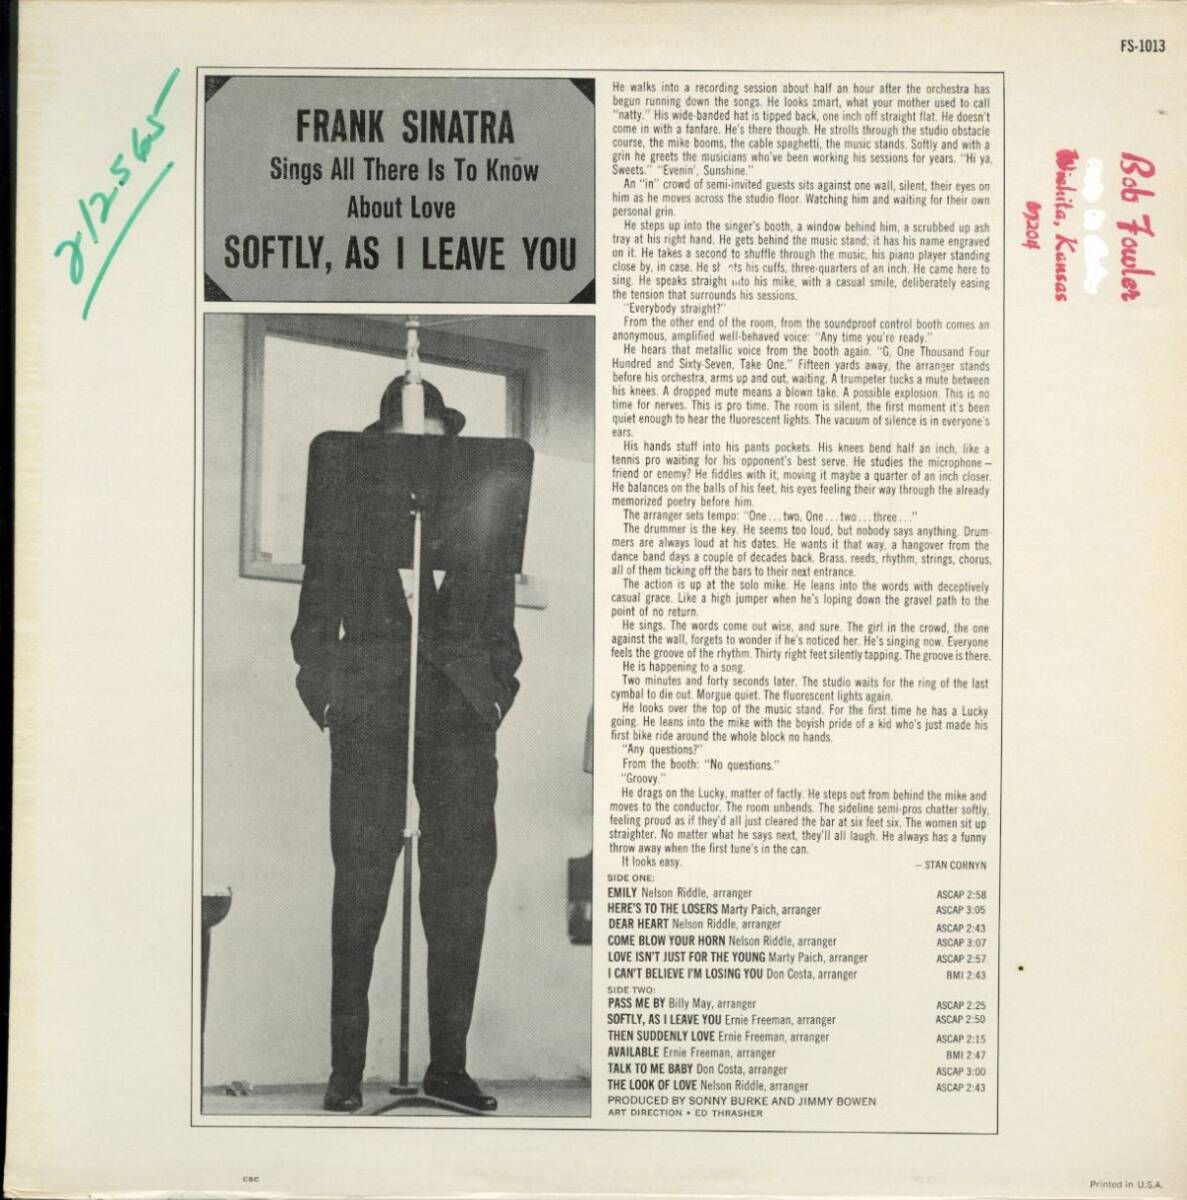 FS-1013
2/12565
FRANK SINATRA
Sings All There Is To Know
About Love
SOFTLY, AS I LEAVE YOU
Bob Fowler
Wichita, Kansas
67204
He walks into a recording session about half an hour after the orchestra has
begun running down the songs. He looks smart, what your mother used to call
"natty." His wide-banded hat is tipped back, one inch off straight flat. He doesn't
come in with a fanfare. He's there though. He strolls through the studio obstacle
course, the mike booms, the cable spaghetti, the music stands. Softly and with a
grin he greets the musicians who've been working his sessions for years. "Hi ya,
Sweets." "Evenin', Sunshine."
An "in" crowd of semi-invited guests sits against one wall, silent, their eyes on
him as he moves across the studio floor. Watching him and waiting for their own
personal grin.
He steps up into the singer's booth, a window behind him, a scrubbed up ash
tray at his right hand. He gets behind the music stand; it has his name engraved
on it. He takes a second to shuffle through the music, his piano player standing
close by, in case. He his cuffs, three-quarters of an inch. He came here to
sing. He speaks straight into his mike, with a casual smile, deliberately easing
the tension that surrounds his sessions.
"Everybody straight?"
From the other end of the room, from the soundproof control booth comes an
anonymous, amplified well-behaved voice: "Any time you're ready."
He hears that metallic voice from the booth again. "G, One Thousand Four
Hundred and Sixty-Seven, Take One." Fifteen yards away, the arranger stands
before his orchestra, arms up and out, waiting. A trumpeter tucks a mute between
his knees. A dropped mute means a blown take. A possible explosion. This is no
time for nerves. This is pro time. The room is silent, the first moment it's been
quiet enough to hear the fluorescent lights. The vacuum of silence is in everyone's
ears.
His hands stuff into his pants pockets. His knees bend half an inch, like a
tennis pro waiting for his opponent's best serve. He studies the microphone –
friend or enemy? He fiddles with it, moving it maybe a quarter of an inch closer.
He balances on the balls of his feet, his eyes feeling their way through the already
memorized poetry before him.
The arranger sets tempo: "One...two, One...two...three..."
The drummer is the key. He seems too loud, but nobody says anything. Drum-
mers are always loud at his dates. He wants it that way, a hangover from the
dance band days a couple of decades back. Brass, reeds, rhythm, strings, chorus,
all of them ticking off the bars to their next entrance.
The action is up at the solo mike. He leans into the words with deceptively
casual grace. Like a high jumper when he's loping down the gravel path to the
point of no return.
He sings. The words come out wise, and sure. The girl in the crowd, the one
against the wall, forgets to wonder if he's noticed her. He's singing now. Everyone
feels the groove of the rhythm. Thirty right feet silently tapping. The groove is there.
He is happening to a song.
Two minutes and forty seconds later. The studio waits for the ring of the last
cymbal to die out. Morgue quiet. The fluorescent lights again.
He looks over the top of the music stand. For the first time he has a Lucky
going. He leans into the mike with the boyish pride of a kid who's just made his
first bike ride around the whole block no hands.
"Any questions?"
From the booth: "No questions."
"Groovy."
He drags on the Lucky, matter of factly. He steps out from behind the mike and
moves to the conductor. The room unbends. The sideline semi-pros chatter softly,
feeling proud as if they'd all just cleared the bar at six feet six. The women sit up
straighter. No matter what he says next, they'll all laugh. He always has a funny
throw away when the first tune's in the can.
It looks easy. – STAN CORNYN
SIDE ONE:
EMILY Nelson Riddle, arranger ASCAP 2:58
HERE'S TO THE LOSERS Marty Paich, arranger ASCAP 3:05
DEAR HEART Nelson Riddle, arranger ASCAP 2:43
COME BLOW YOUR HORN Nelson Riddle, arranger ASCAP 3:07
LOVE ISN'T JUST FOR THE YOUNG Marty Paich, arranger ASCAP 2:57
I CAN'T BELIEVE I'M LOSING YOU Don Costa, arranger BMI 2:43
SIDE TWO:
PASS ME BY Billy May, arranger ASCAP 2:25
SOFTLY, AS I LEAVE YOU Ernie Freeman, arranger ASCAP 2:50
THEN SUDDENLY LOVE Ernie Freeman, arranger ASCAP 2:15
AVAILABLE Ernie Freeman, arranger BMI 2:47
TALK TO ME BABY Don Costa, arranger ASCAP 3:00
THE LOOK OF LOVE Nelson Riddle, arranger ASCAP 2:43
PRODUCED BY SONNY BURKE AND JIMMY BOWEN
ART DIRECTION • ED THRASHER
CSC
Printed in U.S.A.